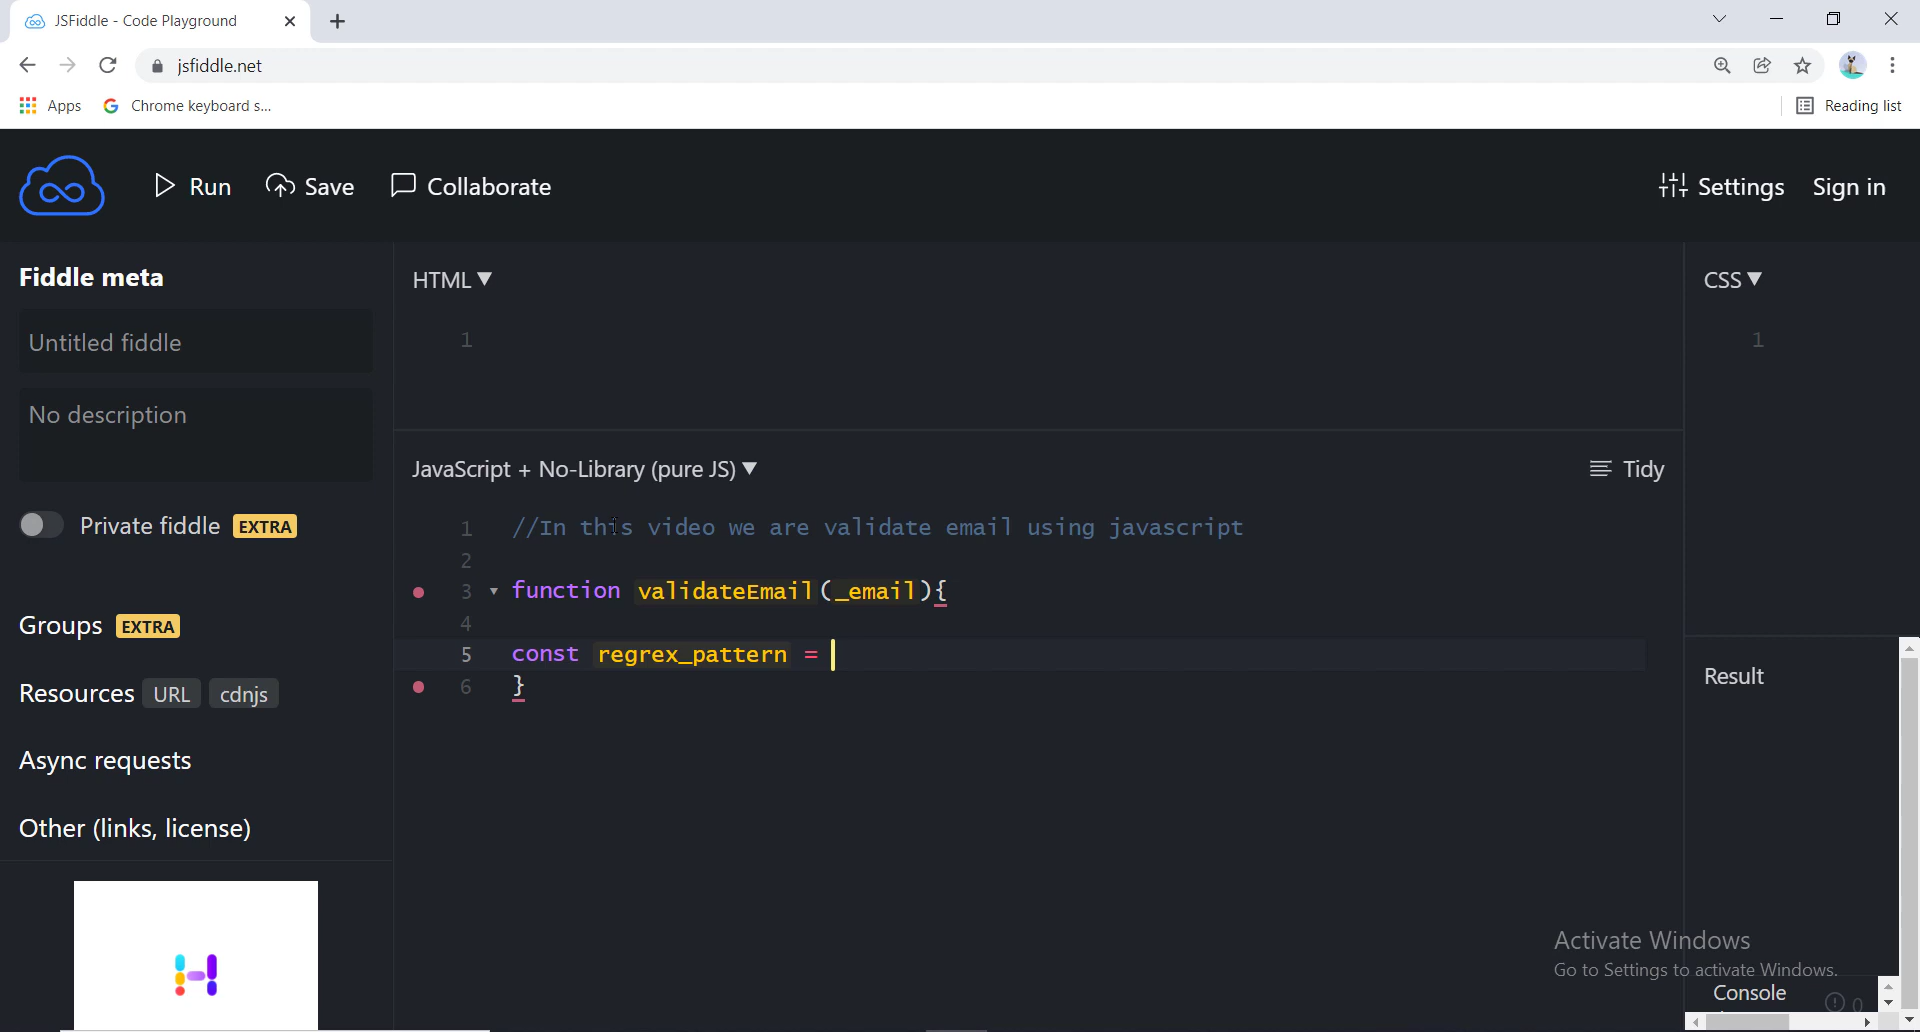 JSFiddle - Code Playground
jsfiddle.net
Apps
Chrome keyboard s...
Reading list
Run
Save
Collaborate
Settings
Sign in
Fiddle meta
Untitled fiddle
No description
Private fiddle EXTRA
Groups EXTRA
Resources URL cdnjs
Async requests
Other (links, license)
HTML
1
CSS
1
JavaScript + No-Library (pure JS)
Tidy
1 //In this video we are validate email using javascript
2
3 function validateEmail(_email){
4
5 const regrex_pattern =
6 }
Result
Activate Windows
Go to Settings to activate Windows.
Console
0